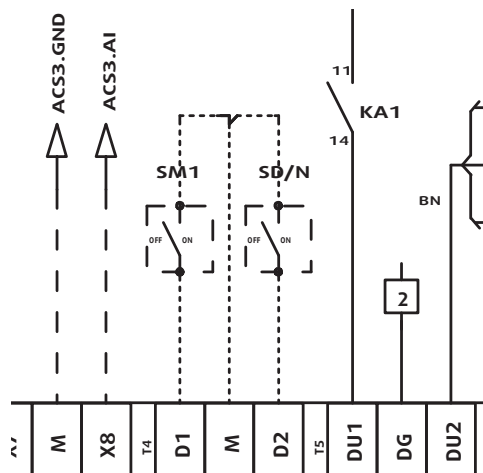 ACS3.GND
ACS3.AI
11
KA1
14
SM1
SD/N
OFF
ON
OFF
ON
BN
2
M
X8
T4
D1
M
D2
T5
DU1
DG
DU2